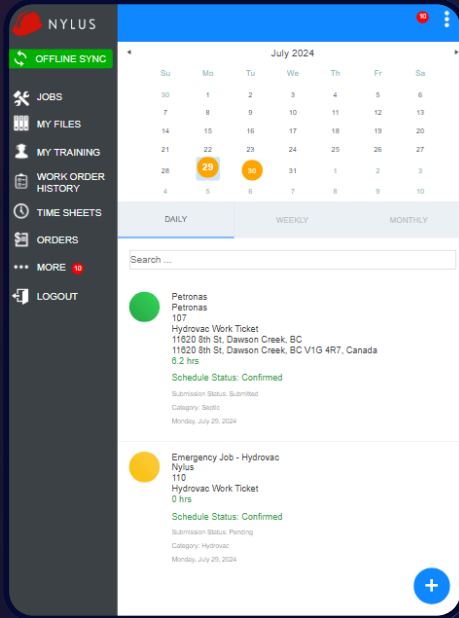 NYLUS
10
OFFLINE SYNC
JOBS
MY FILES
MY TRAINING
WORK ORDER
HISTORY
TIME SHEETS
ORDERS
MORE 10
LOGOUT
July 2024
Su Mo Tu We Th Fr Sa
30 1 2 3 4 5 6
7 8 9 10 11 12 13
14 15 16 17 18 19 20
21 22 23 24 25 26 27
28 29 30 31 1 2 3
4 5 6 7 8 9 10
DAILY WEEKLY MONTHLY
Search ...
Petronas
Petronas
107
Hydrovac Work Ticket
11620 8th St, Dawson Creek, BC
11620 8th St, Dawson Creek, BC V1G 4R7, Canada
6.2 hrs
Schedule Status: Confirmed
Submission Status: Submitted
Category: Septic
Monday, July 29, 2024
Emergency Job - Hydrovac
Nylus
110
Hydrovac Work Ticket
0 hrs
Schedule Status: Confirmed
Submission Status: Pending
Category: Hydrovac
Monday, July 29, 2024